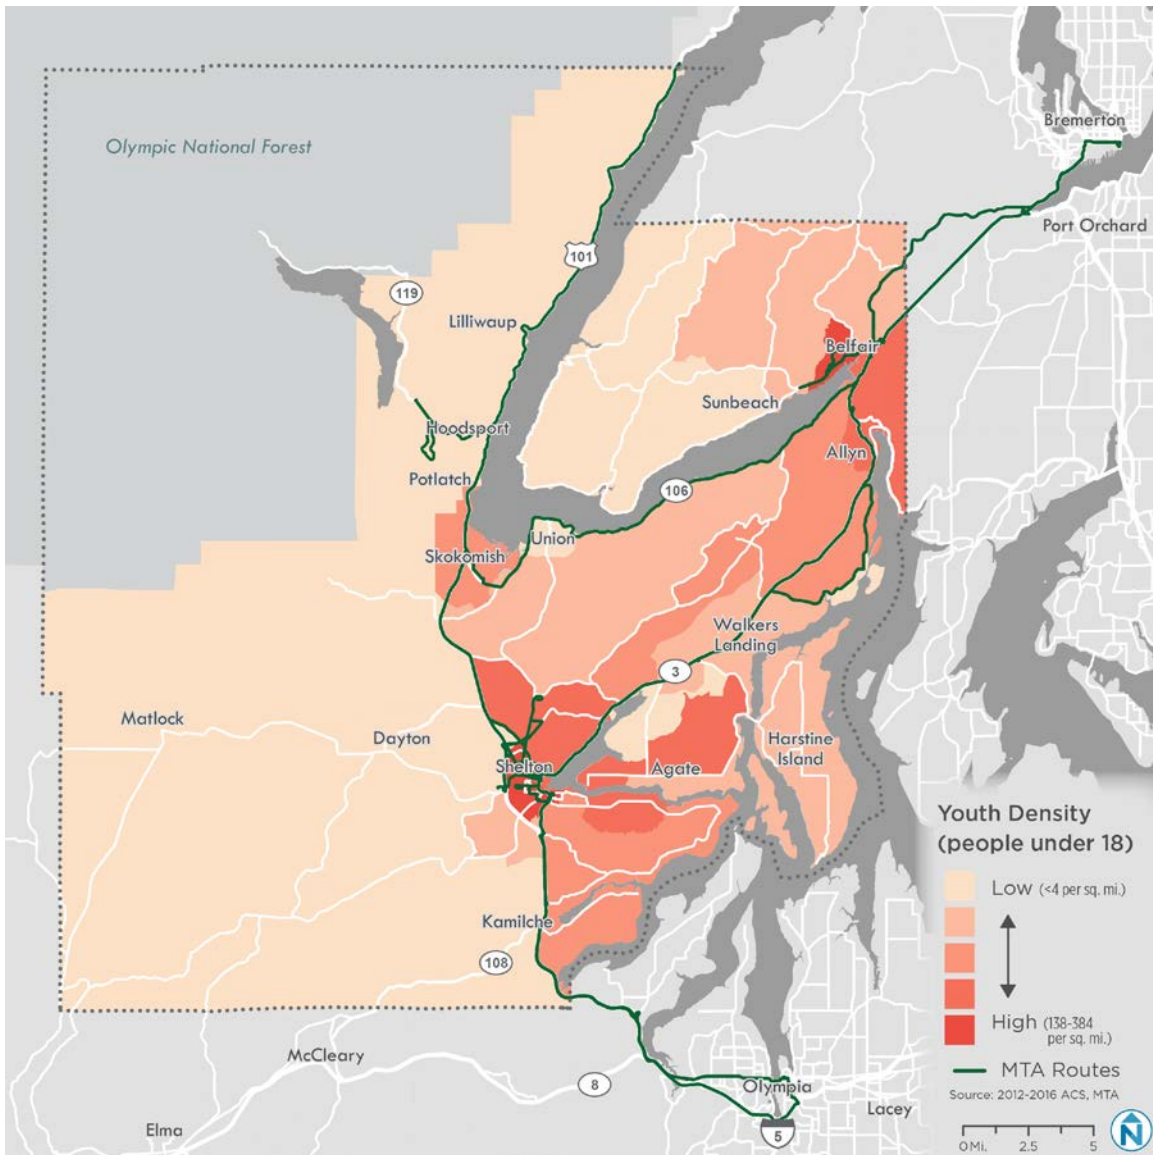 Bremerton
Olympic National Forest
Port Orchard
101
119
Lilliwaup
Belfair
Sunbeach
Hoodsport
Allyn
Potlatch
106
Union
Skokomish
Walkers
Landing
3
Matlock
Dayton
Harstine
Island
Shelton
Agate
Kamilche
108
McCleary
8
Olympia
Lacey
Elma
5
Youth Density
(people under 18)
Low (<4 per sq. mi.)
High (138-384
per sq. mi.)
MTA Routes
Source: 2012-2016 ACS, MTA
0 Mi. 2.5 5
N